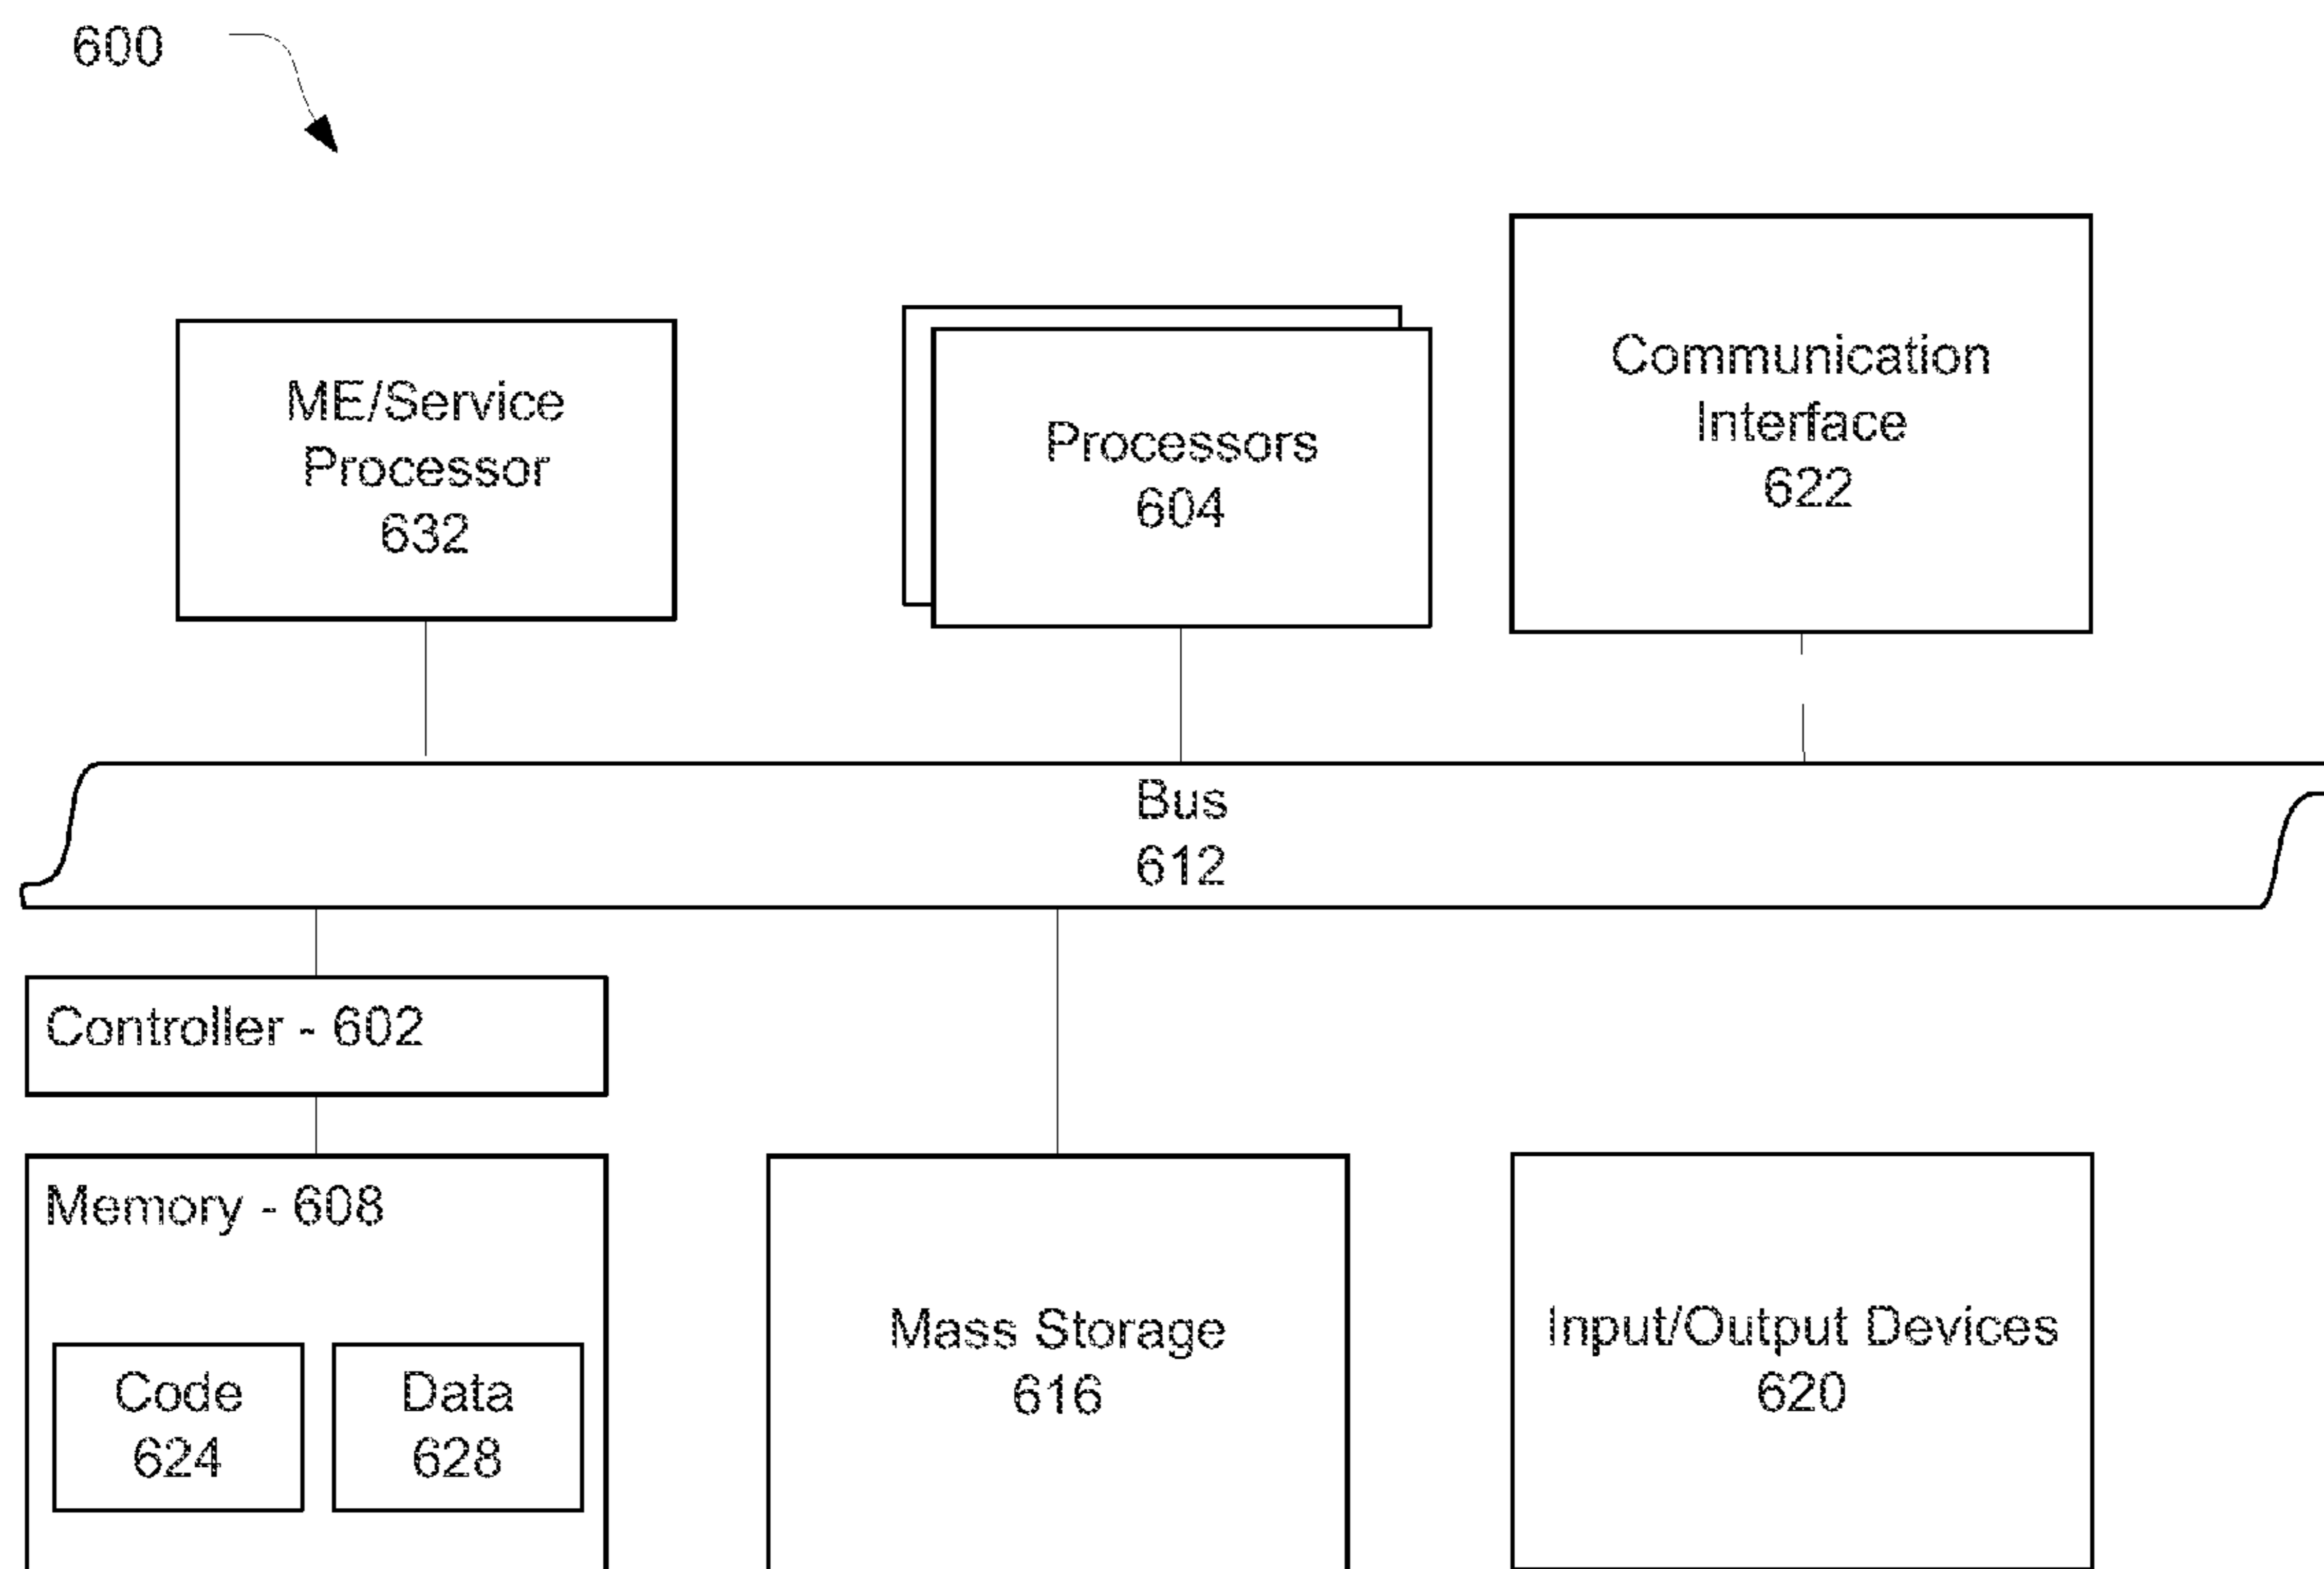 600
ME/Service
Processor
632
Processors
604
Communication
Interface
622
Bus
612
Controller - 602
Memory - 608
Code
624
Data
628
Mass Storage
616
Input/Output Devices
620